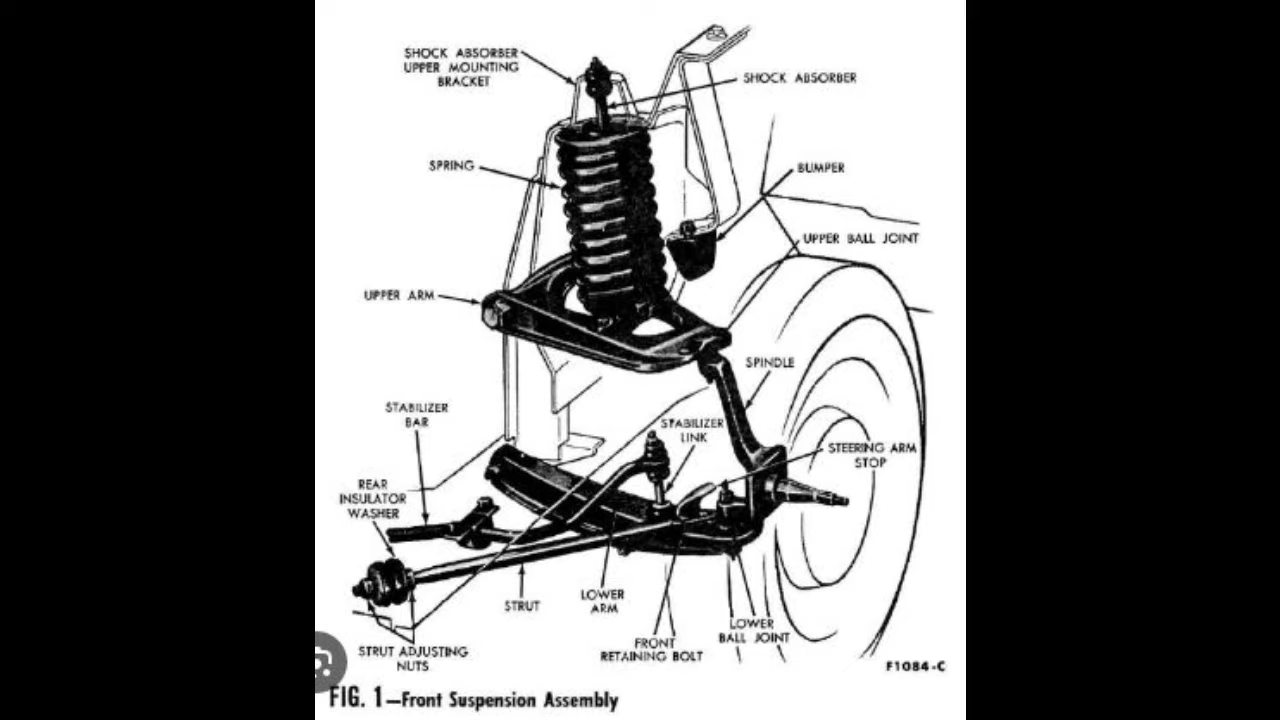 SHOCK ABSORBER
UPPER MOUNTING
BRACKET
SHOCK ABSORBER
SPRING
BUMPER
UPPER BALL JOINT
UPPER ARM
SPINDLE
STABILIZER
BAR
STABILIZER
LINK
STEERING ARM
STOP
REAR
INSULATOR
WASHER
STRUT
LOWER
ARM
LOWER
BALL JOINT
FRONT
RETAINING BOLT
STRUT ADJUSTING
NUTS
F1084-C
FIG. 1—Front Suspension Assembly